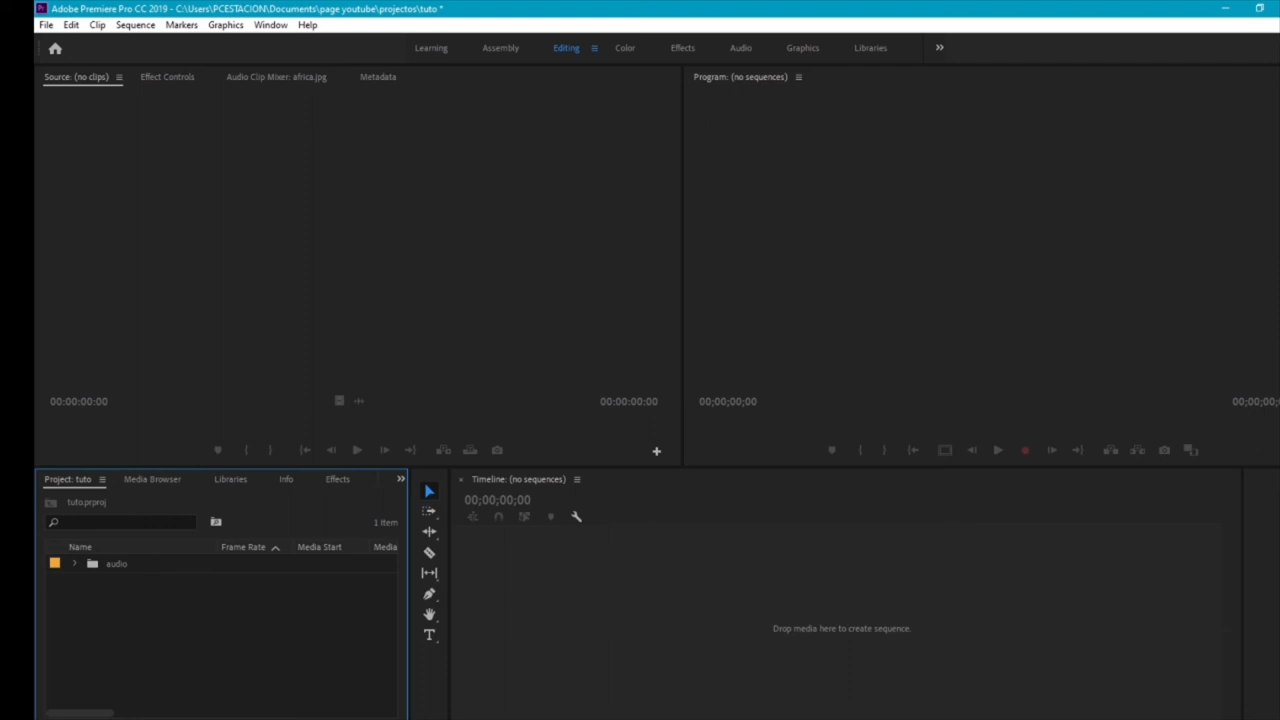 Adobe Premiere Pro CC 2019 - C:\Users\PCESTACION\Documents\page youtube\projectos\tuto *
File Edit Clip Sequence Markers Graphics Window Help
Learning Assembly Editing Color Effects Audio Graphics Libraries
Source: (no clips) Effect Controls Audio Clip Mixer: africa.jpg Metadata
Program: (no sequences)
00:00:00:00 00:00:00:00
00;00;00;00 00;00;00;
Project: tuto Media Browser Libraries Info Effects
Timeline: (no sequences)
00;00;00;00
tuto.prproj
1 Item
Name Frame Rate Media Start Media
audio
Drop media here to create sequence.